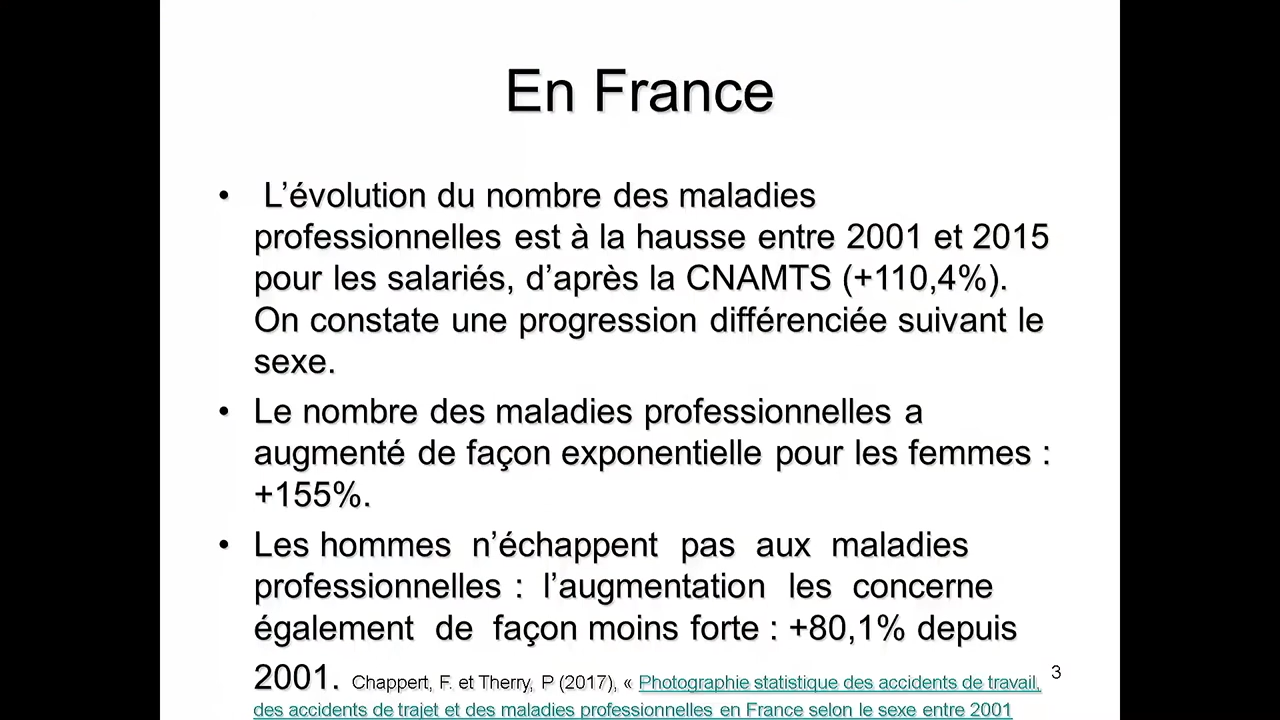 En France
• L’évolution du nombre des maladies
professionnelles est à la hausse entre 2001 et 2015
pour les salariés, d’après la CNAMTS (+110,4%).
On constate une progression différenciée suivant le
sexe.
• Le nombre des maladies professionnelles a
augmenté de façon exponentielle pour les femmes :
+155%.
• Les hommes n’échappent pas aux maladies
professionnelles : l’augmentation les concerne
également de façon moins forte : +80,1% depuis
2001. Chappert, F. et Therry, P (2017), « Photographie statistique des accidents de travail,
des accidents de trajet et des maladies professionnelles en France selon le sexe entre 2001
3